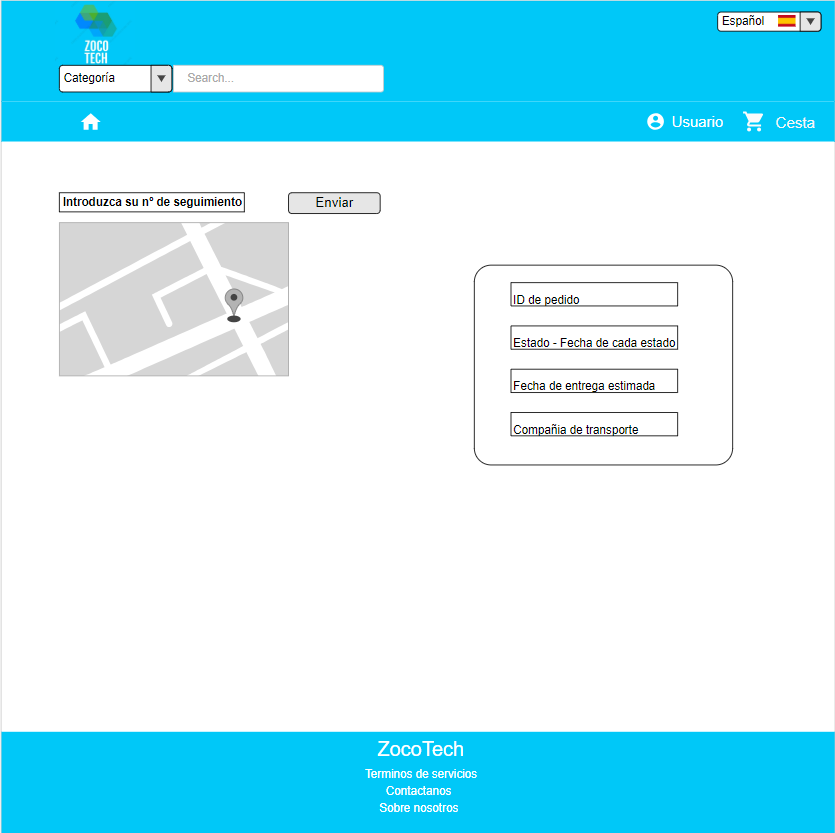 ZOCO
TECH
Español
Categoría
Search...
Usuario
Cesta
Introduzca su nº de seguimiento
Enviar
ID de pedido
Estado - Fecha de cada estado
Fecha de entrega estimada
Compañia de transporte
ZocoTech
Terminos de servicios
Contactanos
Sobre nosotros